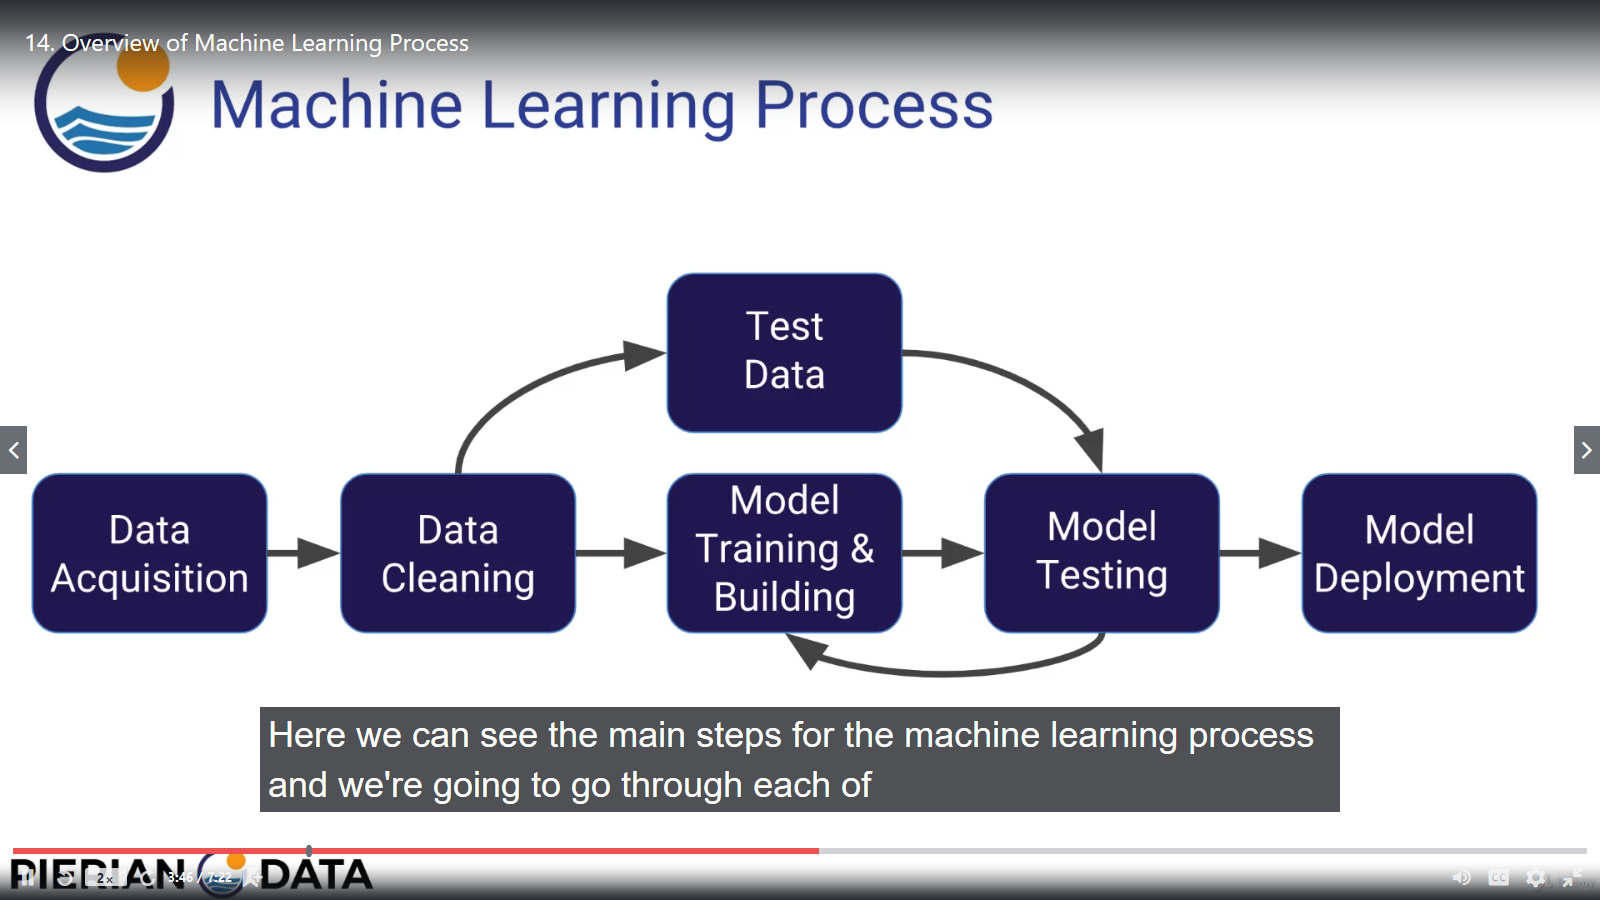 14. Overview of Machine Learning Process
Machine Learning Process
Test
Data
Data
Acquisition
Data
Cleaning
Model
Training &
Building
Model
Testing
Model
Deployment
Here we can see the main steps for the machine learning process
and we're going to go through each of
PIERIAN DATA
2x
3:46 / 7:22
CC